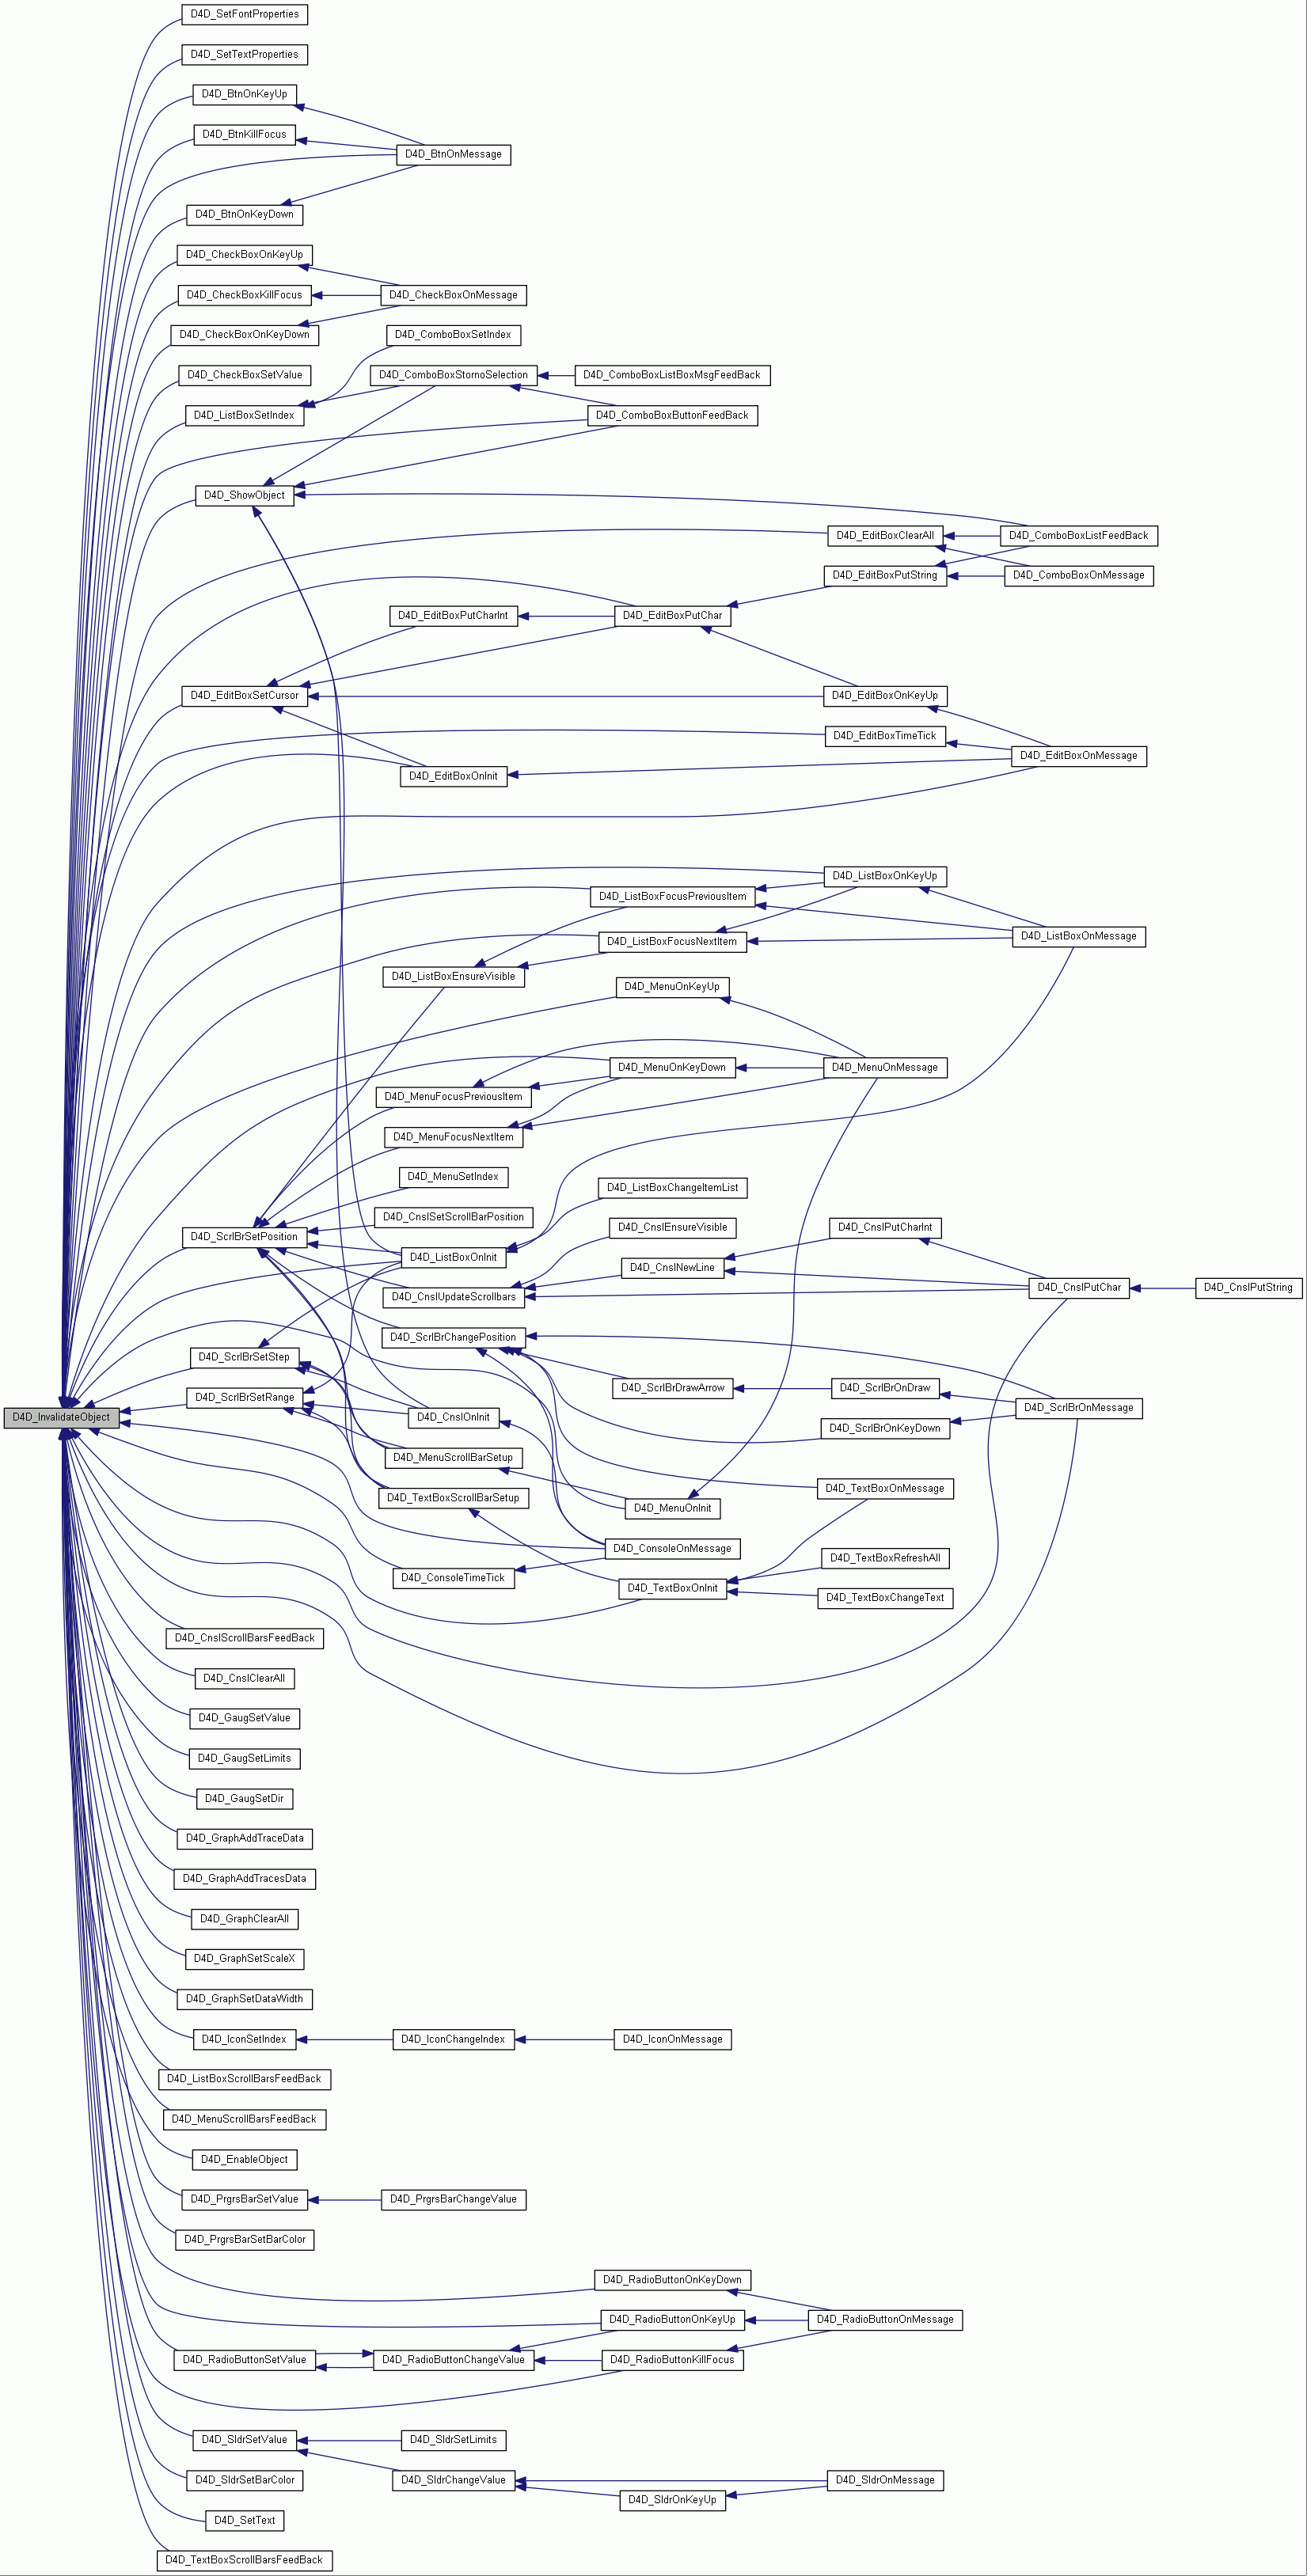 D4D_SetFontProperties
D4D_SetTextProperties
D4D_BtnOnKeyUp
D4D_BtnKillFocus
D4D_BtnOnMessage
D4D_BtnOnKeyDown
D4D_CheckBoxOnKeyUp
D4D_CheckBoxKillFocus
D4D_CheckBoxOnMessage
D4D_CheckBoxOnKeyDown
D4D_ComboBoxSetIndex
D4D_CheckBoxSetValue
D4D_ComboBoxStornoSelection
D4D_ComboBoxListBoxMsgFeedBack
D4D_ListBoxSetIndex
D4D_ComboBoxButtonFeedBack
D4D_ShowObject
D4D_EditBoxClearAll
D4D_ComboBoxListFeedBack
D4D_EditBoxPutString
D4D_ComboBoxOnMessage
D4D_EditBoxPutCharInt
D4D_EditBoxPutChar
D4D_EditBoxSetCursor
D4D_EditBoxOnKeyUp
D4D_EditBoxTimeTick
D4D_EditBoxOnMessage
D4D_EditBoxOnInit
D4D_ListBoxOnKeyUp
D4D_ListBoxFocusPreviousItem
D4D_ListBoxOnMessage
D4D_ListBoxFocusNextItem
D4D_ListBoxEnsureVisible
D4D_MenuOnKeyUp
D4D_MenuOnKeyDown
D4D_MenuOnMessage
D4D_MenuFocusPreviousItem
D4D_MenuFocusNextItem
D4D_MenuSetIndex
D4D_ListBoxChangeItemList
D4D_CnslSetScrollBarPosition
D4D_CnslEnsureVisible
D4D_CnslPutCharInt
D4D_ScrlBrSetPosition
D4D_ListBoxOnInit
D4D_CnslNewLine
D4D_CnslUpdateScrollbars
D4D_CnslPutChar
D4D_CnslPutString
D4D_ScrlBrChangePosition
D4D_ScrlBrSetStep
D4D_ScrlBrDrawArrow
D4D_ScrlBrOnDraw
D4D_ScrlBrSetRange
D4D_ScrlBrOnMessage
D4D_InvalidateObject
D4D_CnslOnInit
D4D_ScrlBrOnKeyDown
D4D_MenuScrollBarSetup
D4D_TextBoxOnMessage
D4D_TextBoxScrollBarSetup
D4D_MenuOnInit
D4D_ConsoleOnMessage
D4D_TextBoxRefreshAll
D4D_ConsoleTimeTick
D4D_TextBoxOnInit
D4D_TextBoxChangeText
D4D_CnslScrollBarsFeedBack
D4D_CnslClearAll
D4D_GaugSetValue
D4D_GaugSetLimits
D4D_GaugSetDir
D4D_GraphAddTraceData
D4D_GraphAddTracesData
D4D_GraphClearAll
D4D_GraphSetScaleX
D4D_GraphSetDataWidth
D4D_IconSetIndex
D4D_IconChangeIndex
D4D_IconOnMessage
D4D_ListBoxScrollBarsFeedBack
D4D_MenuScrollBarsFeedBack
D4D_EnableObject
D4D_PrgrsBarSetValue
D4D_PrgrsBarChangeValue
D4D_PrgrsBarSetBarColor
D4D_RadioButtonOnKeyDown
D4D_RadioButtonOnKeyUp
D4D_RadioButtonOnMessage
D4D_RadioButtonSetValue
D4D_RadioButtonChangeValue
D4D_RadioButtonKillFocus
D4D_SldrSetValue
D4D_SldrSetLimits
D4D_SldrSetBarColor
D4D_SldrChangeValue
D4D_SldrOnMessage
D4D_SldrOnKeyUp
D4D_SetText
D4D_TextBoxScrollBarsFeedBack